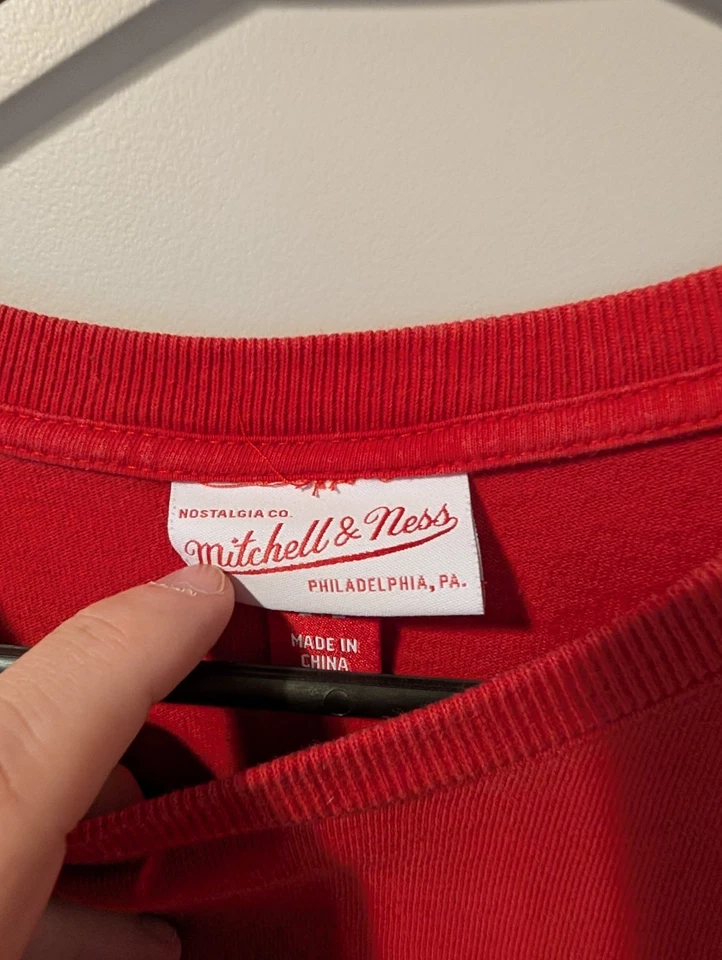 NOSTALGIA CO.
Mitchell & Ness
PHILADELPHIA, PA.
MADE IN
CHINA